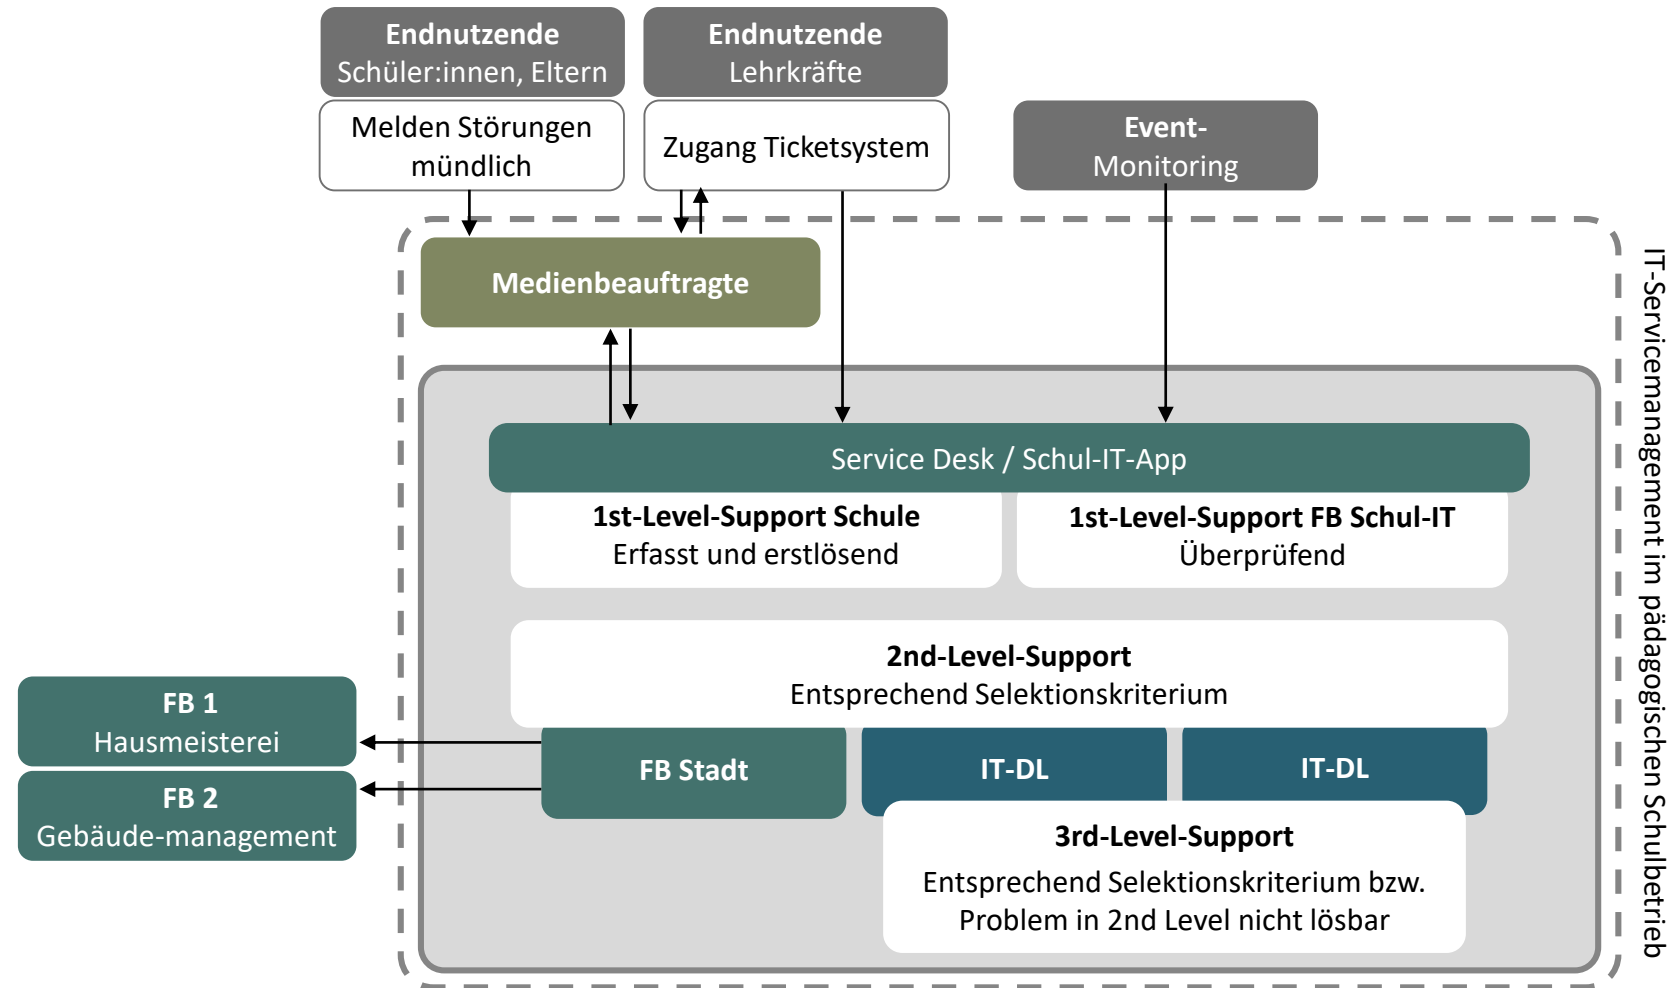 Endnutzende
Schüler:innen, Eltern
Melden Störungen
mündlich
Endnutzende
Lehrkräfte
Zugang Ticketsystem
Event-
Monitoring
Medienbeauftragte
Service Desk / Schul-IT-App
1st-Level-Support Schule
Erfasst und erstlösend
1st-Level-Support FB Schul-IT
Überprüfend
2nd-Level-Support
Entsprechend Selektionskriterium
FB Stadt
IT-DL
IT-DL
3rd-Level-Support
Entsprechend Selektionskriterium bzw.
Problem in 2nd Level nicht lösbar
FB 1
Hausmeisterei
FB 2
Gebäude-management
IT-Servicemanagement im pädagogischen Schulbetrieb